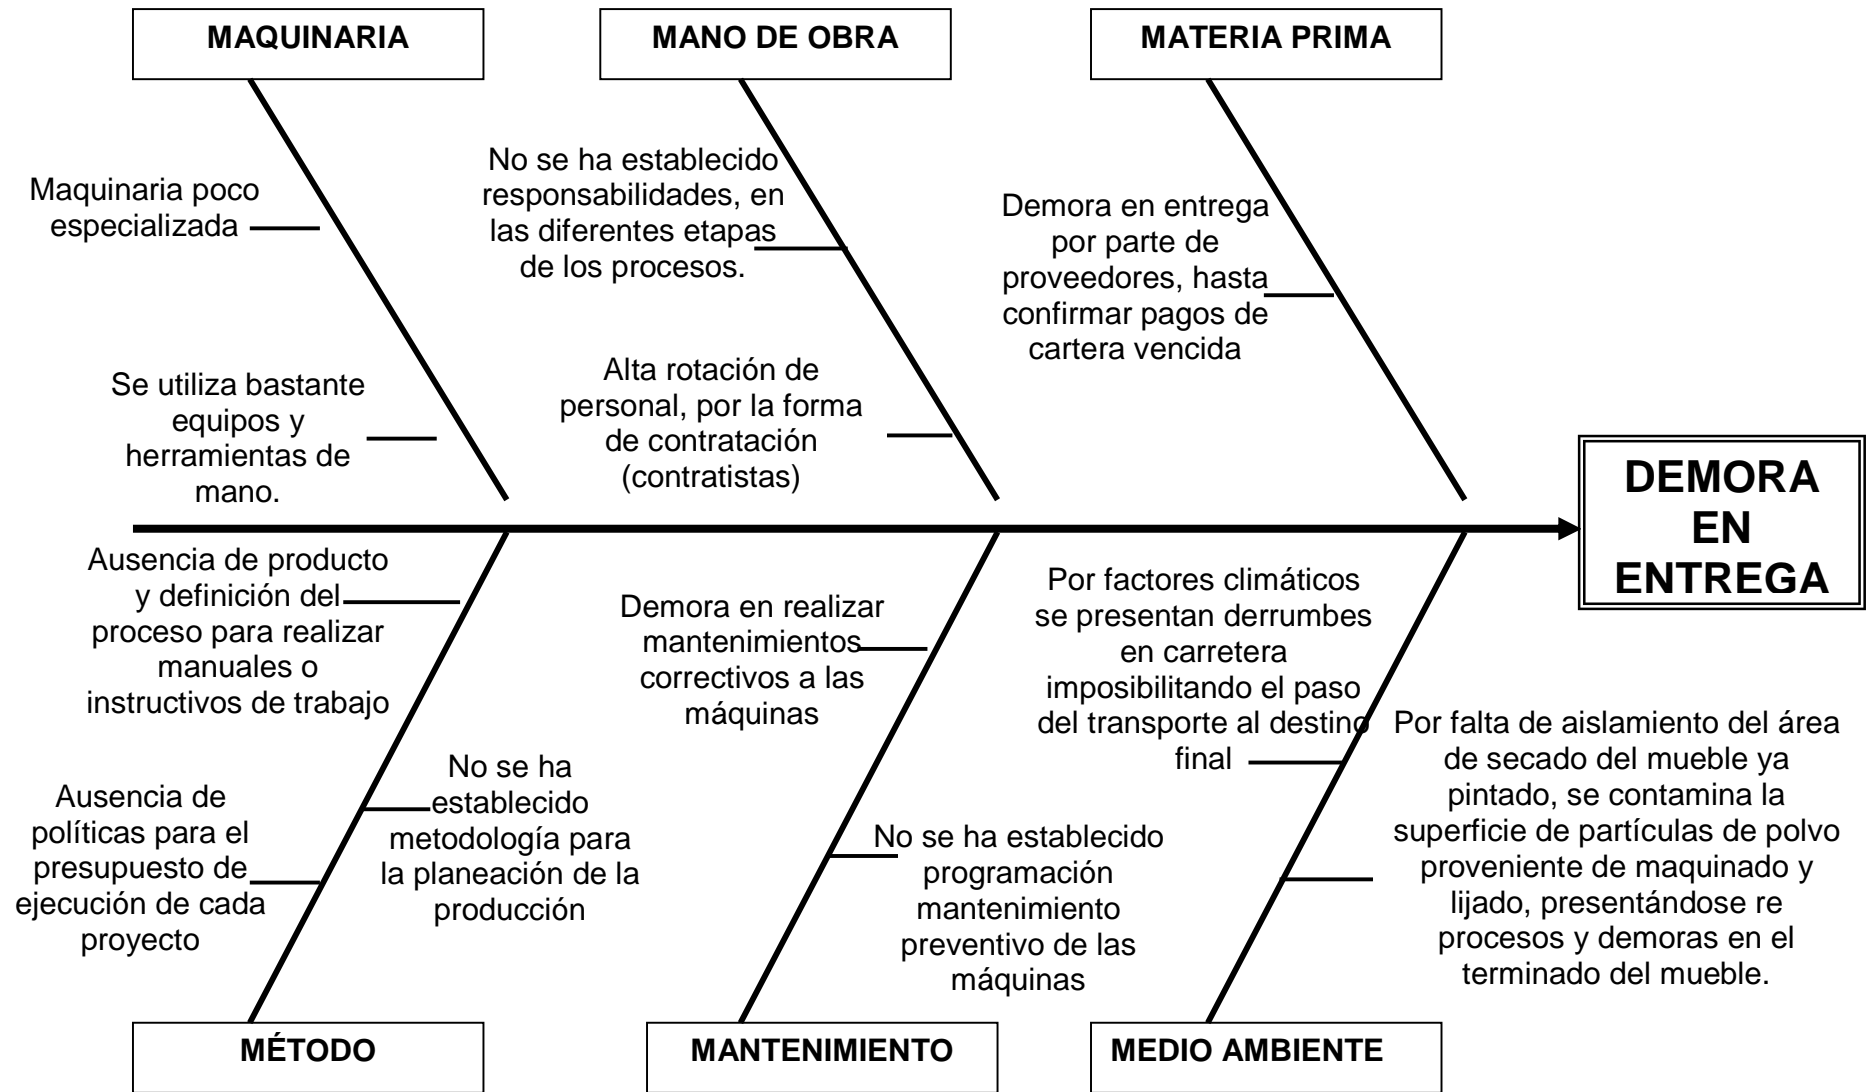 MAQUINARIA
MANO DE OBRA
MATERIA PRIMA
Maquinaria poco
especializada
Se utiliza bastante
equipos y
herramientas de
mano.
No se ha establecido
responsabilidades, en
las diferentes etapas
de los procesos.
Alta rotación de
personal, por la forma
de contratación
(contratistas)
Demora en entrega
por parte de
proveedores, hasta
confirmar pagos de
cartera vencida
DEMORA
EN
ENTREGA
Ausencia de producto
y definición del
proceso para realizar
manuales o
instructivos de trabajo
Ausencia de
políticas para el
presupuesto de
ejecución de cada
proyecto
No se ha
establecido
metodología para
la planeación de la
producción
Demora en realizar
mantenimientos
correctivos a las
máquinas
No se ha establecido
programación
mantenimiento
preventivo de las
máquinas
Por factores climáticos
se presentan derrumbes
en carretera
imposibilitando el paso
del transporte al destino
final
Por falta de aislamiento del área
de secado del mueble ya
pintado, se contamina la
superficie de partículas de polvo
proveniente de maquinado y
lijado, presentándose re
procesos y demoras en el
terminado del mueble.
MÉTODO
MANTENIMIENTO
MEDIO AMBIENTE